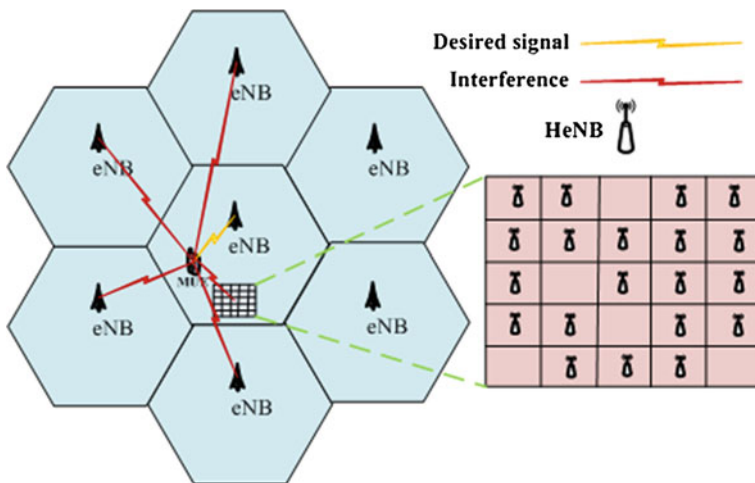 Desired signal
Interference
HeNB
eNB
eNB
eNB
eNB
MUE
eNB
eNB
eNB